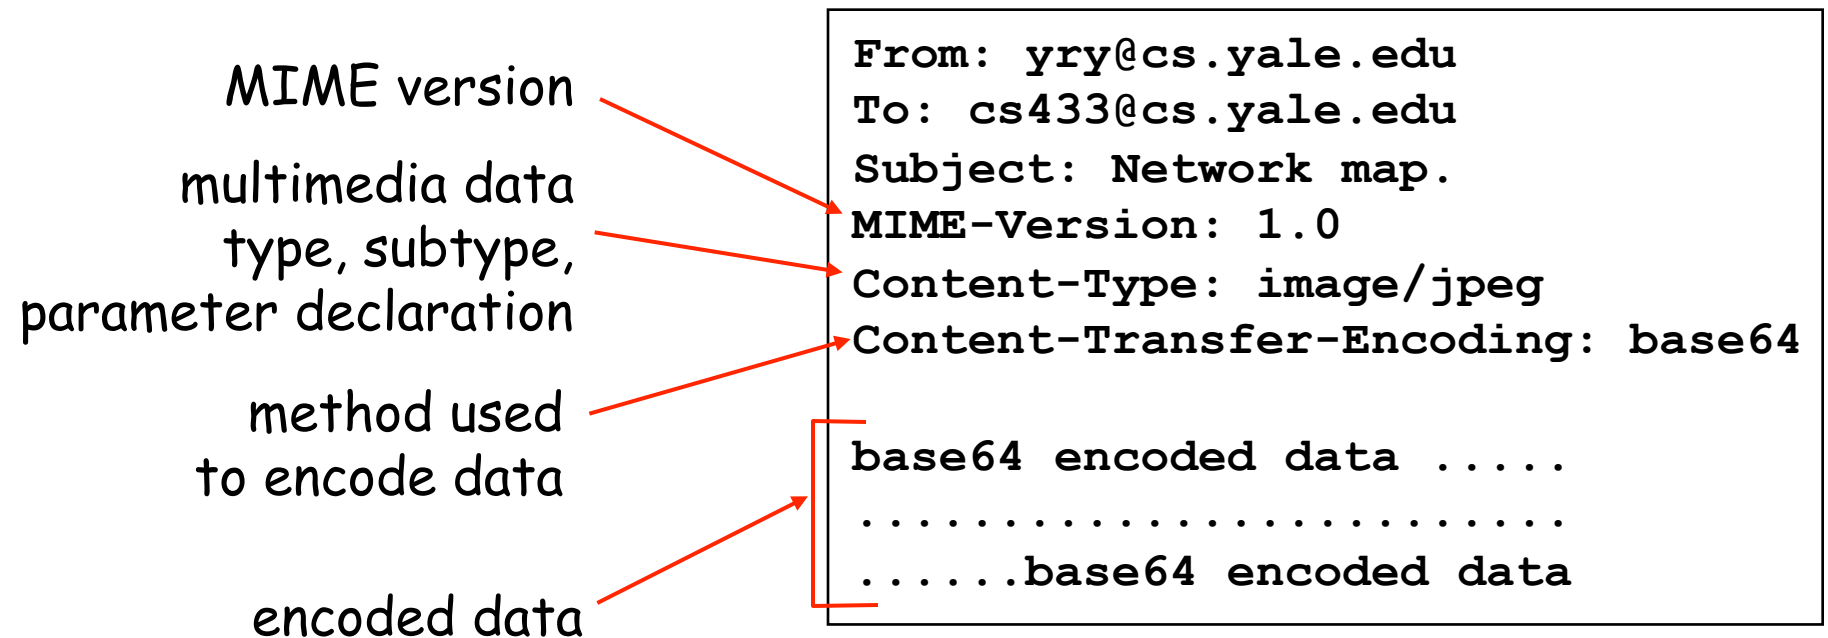 MIME version
multimedia data
type, subtype,
parameter declaration
method used
to encode data
encoded data
From: yry@cs.yale.edu
To: cs433@cs.yale.edu
Subject: Network map.
MIME-Version: 1.0
Content-Type: image/jpeg
Content-Transfer-Encoding: base64
base64 encoded data .....
.........................
......base64 encoded data